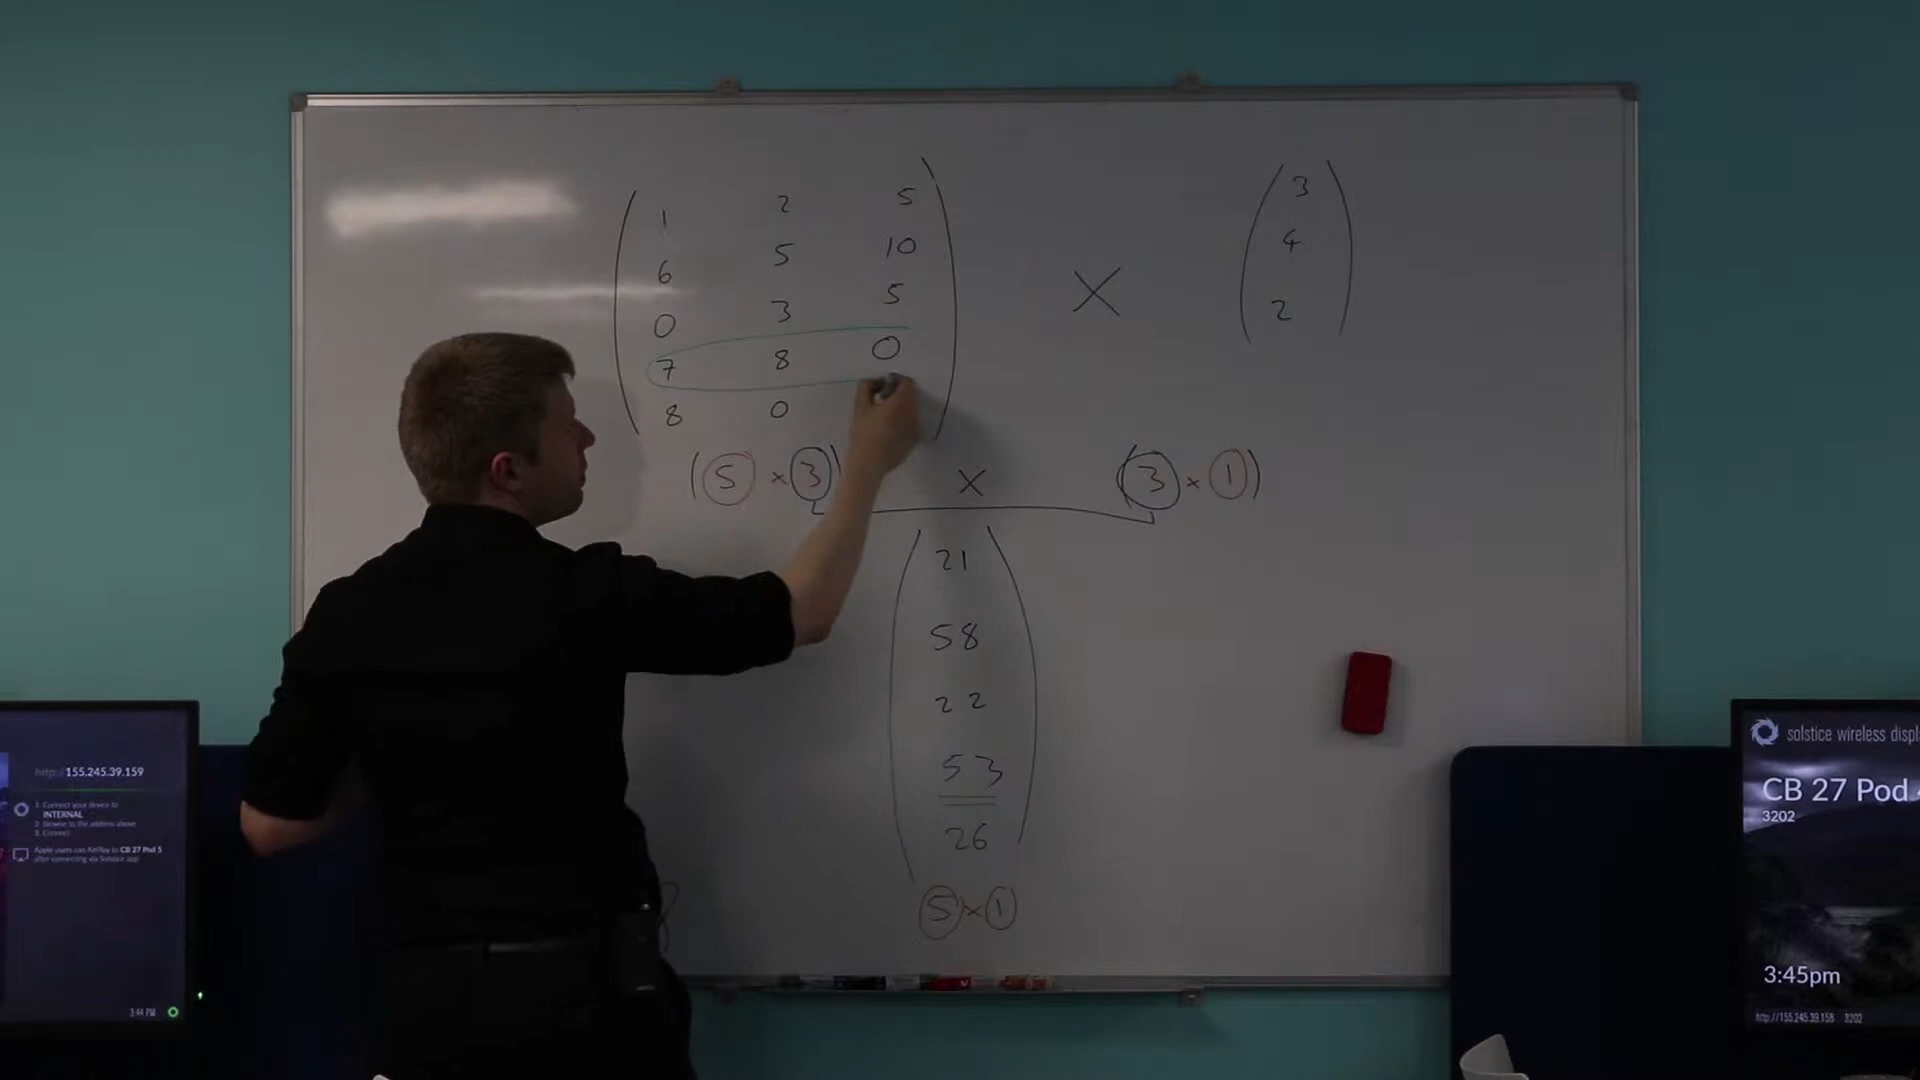 1 2 5
6 5 10
0 3 5
7 8 0
8 0
X
3
4
2
(5 x 3) X (3 x 1)
21
58
22
53
26
5 x 1
http://155.245.39.159
1. Connect your device to
INTERNAL
2. Browse to the address above
3. Connect
Apple users can AirPlay to CB 27 Pod 5
after connecting via Solstice app
3:44 PM
solstice wireless displ
CB 27 Pod
3202
3:45pm
http://155.245.39.158 3202